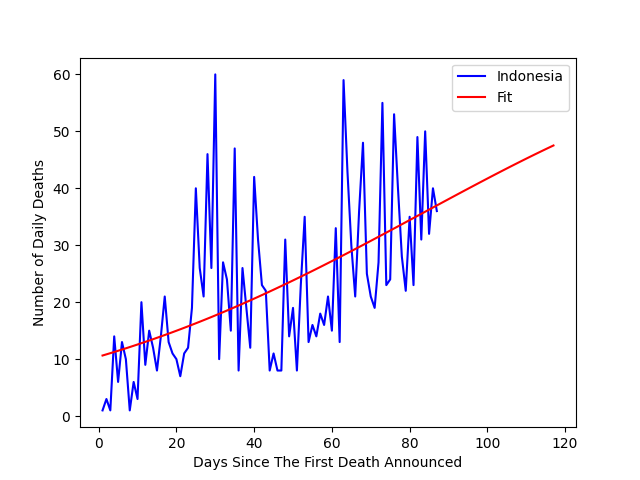 Indonesia
Fit
60
50
40
30
20
10
0
Number of Daily Deaths
0 20 40 60 80 100 120
Days Since The First Death Announced